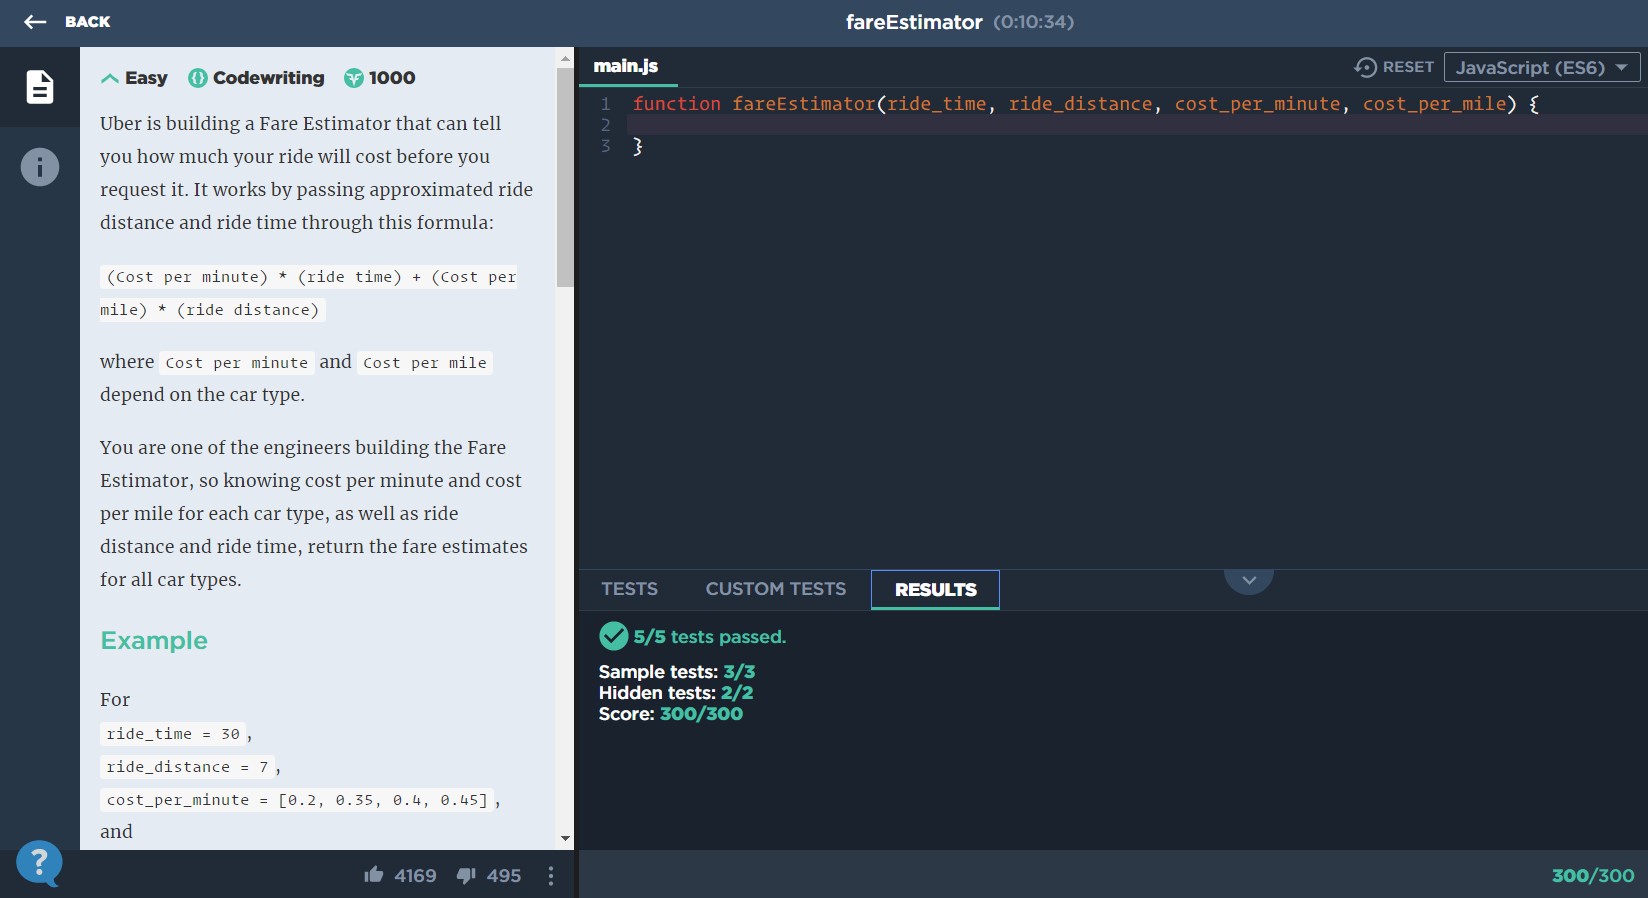 BACK
fareEstimator (0:10:34)
Easy Codewriting 1000
Uber is building a Fare Estimator that can tell
you how much your ride will cost before you
request it. It works by passing approximated ride
distance and ride time through this formula:
(Cost per minute) * (ride time) + (Cost per
mile) * (ride distance)
where Cost per minute and Cost per mile
depend on the car type.
You are one of the engineers building the Fare
Estimator, so knowing cost per minute and cost
per mile for each car type, as well as ride
distance and ride time, return the fare estimates
for all car types.
Example
For
ride_time = 30,
ride_distance = 7,
cost_per_minute = [0.2, 0.35, 0.4, 0.45],
and
4169 495
main.js
RESET JavaScript (ES6)
1 function fareEstimator(ride_time, ride_distance, cost_per_minute, cost_per_mile) {
2
3 }
TESTS CUSTOM TESTS RESULTS
5/5 tests passed.
Sample tests: 3/3
Hidden tests: 2/2
Score: 300/300
300/300